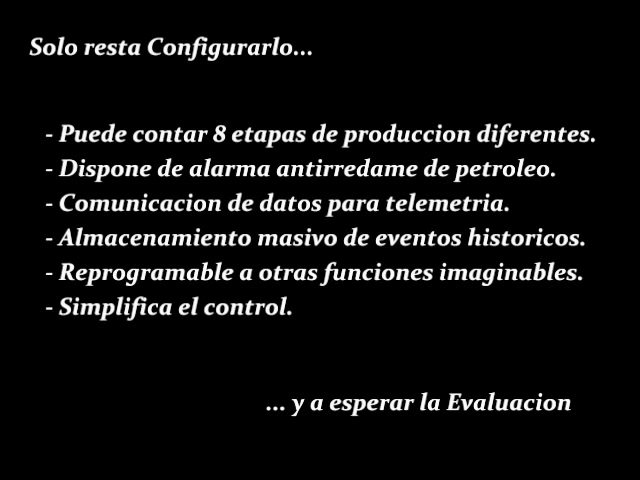 Solo resta Configurarlo...
- Puede contar 8 etapas de produccion diferentes.
- Dispone de alarma antirredame de petroleo.
- Comunicacion de datos para telemetria.
- Almacenamiento masivo de eventos historicos.
- Reprogramable a otras funciones imaginables.
- Simplifica el control.
... y a esperar la Evaluacion